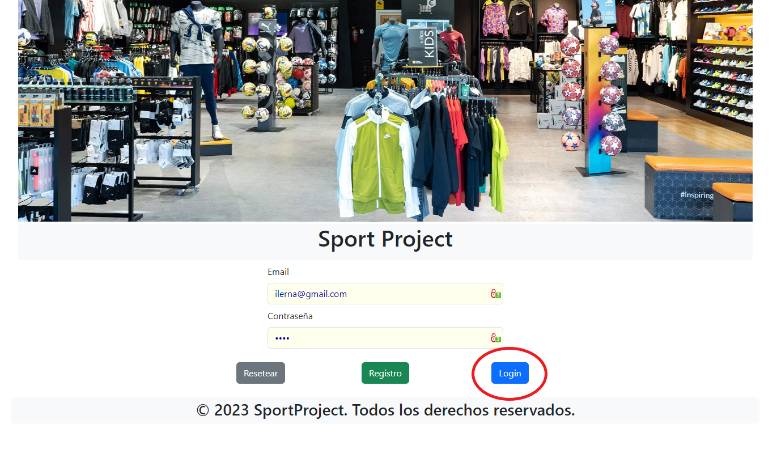 KIDS
#Inspiring
Sport Project
Email
ilerna@gmail.com
Contraseña
••••
Resetear
Registro
Login
© 2023 SportProject. Todos los derechos reservados.